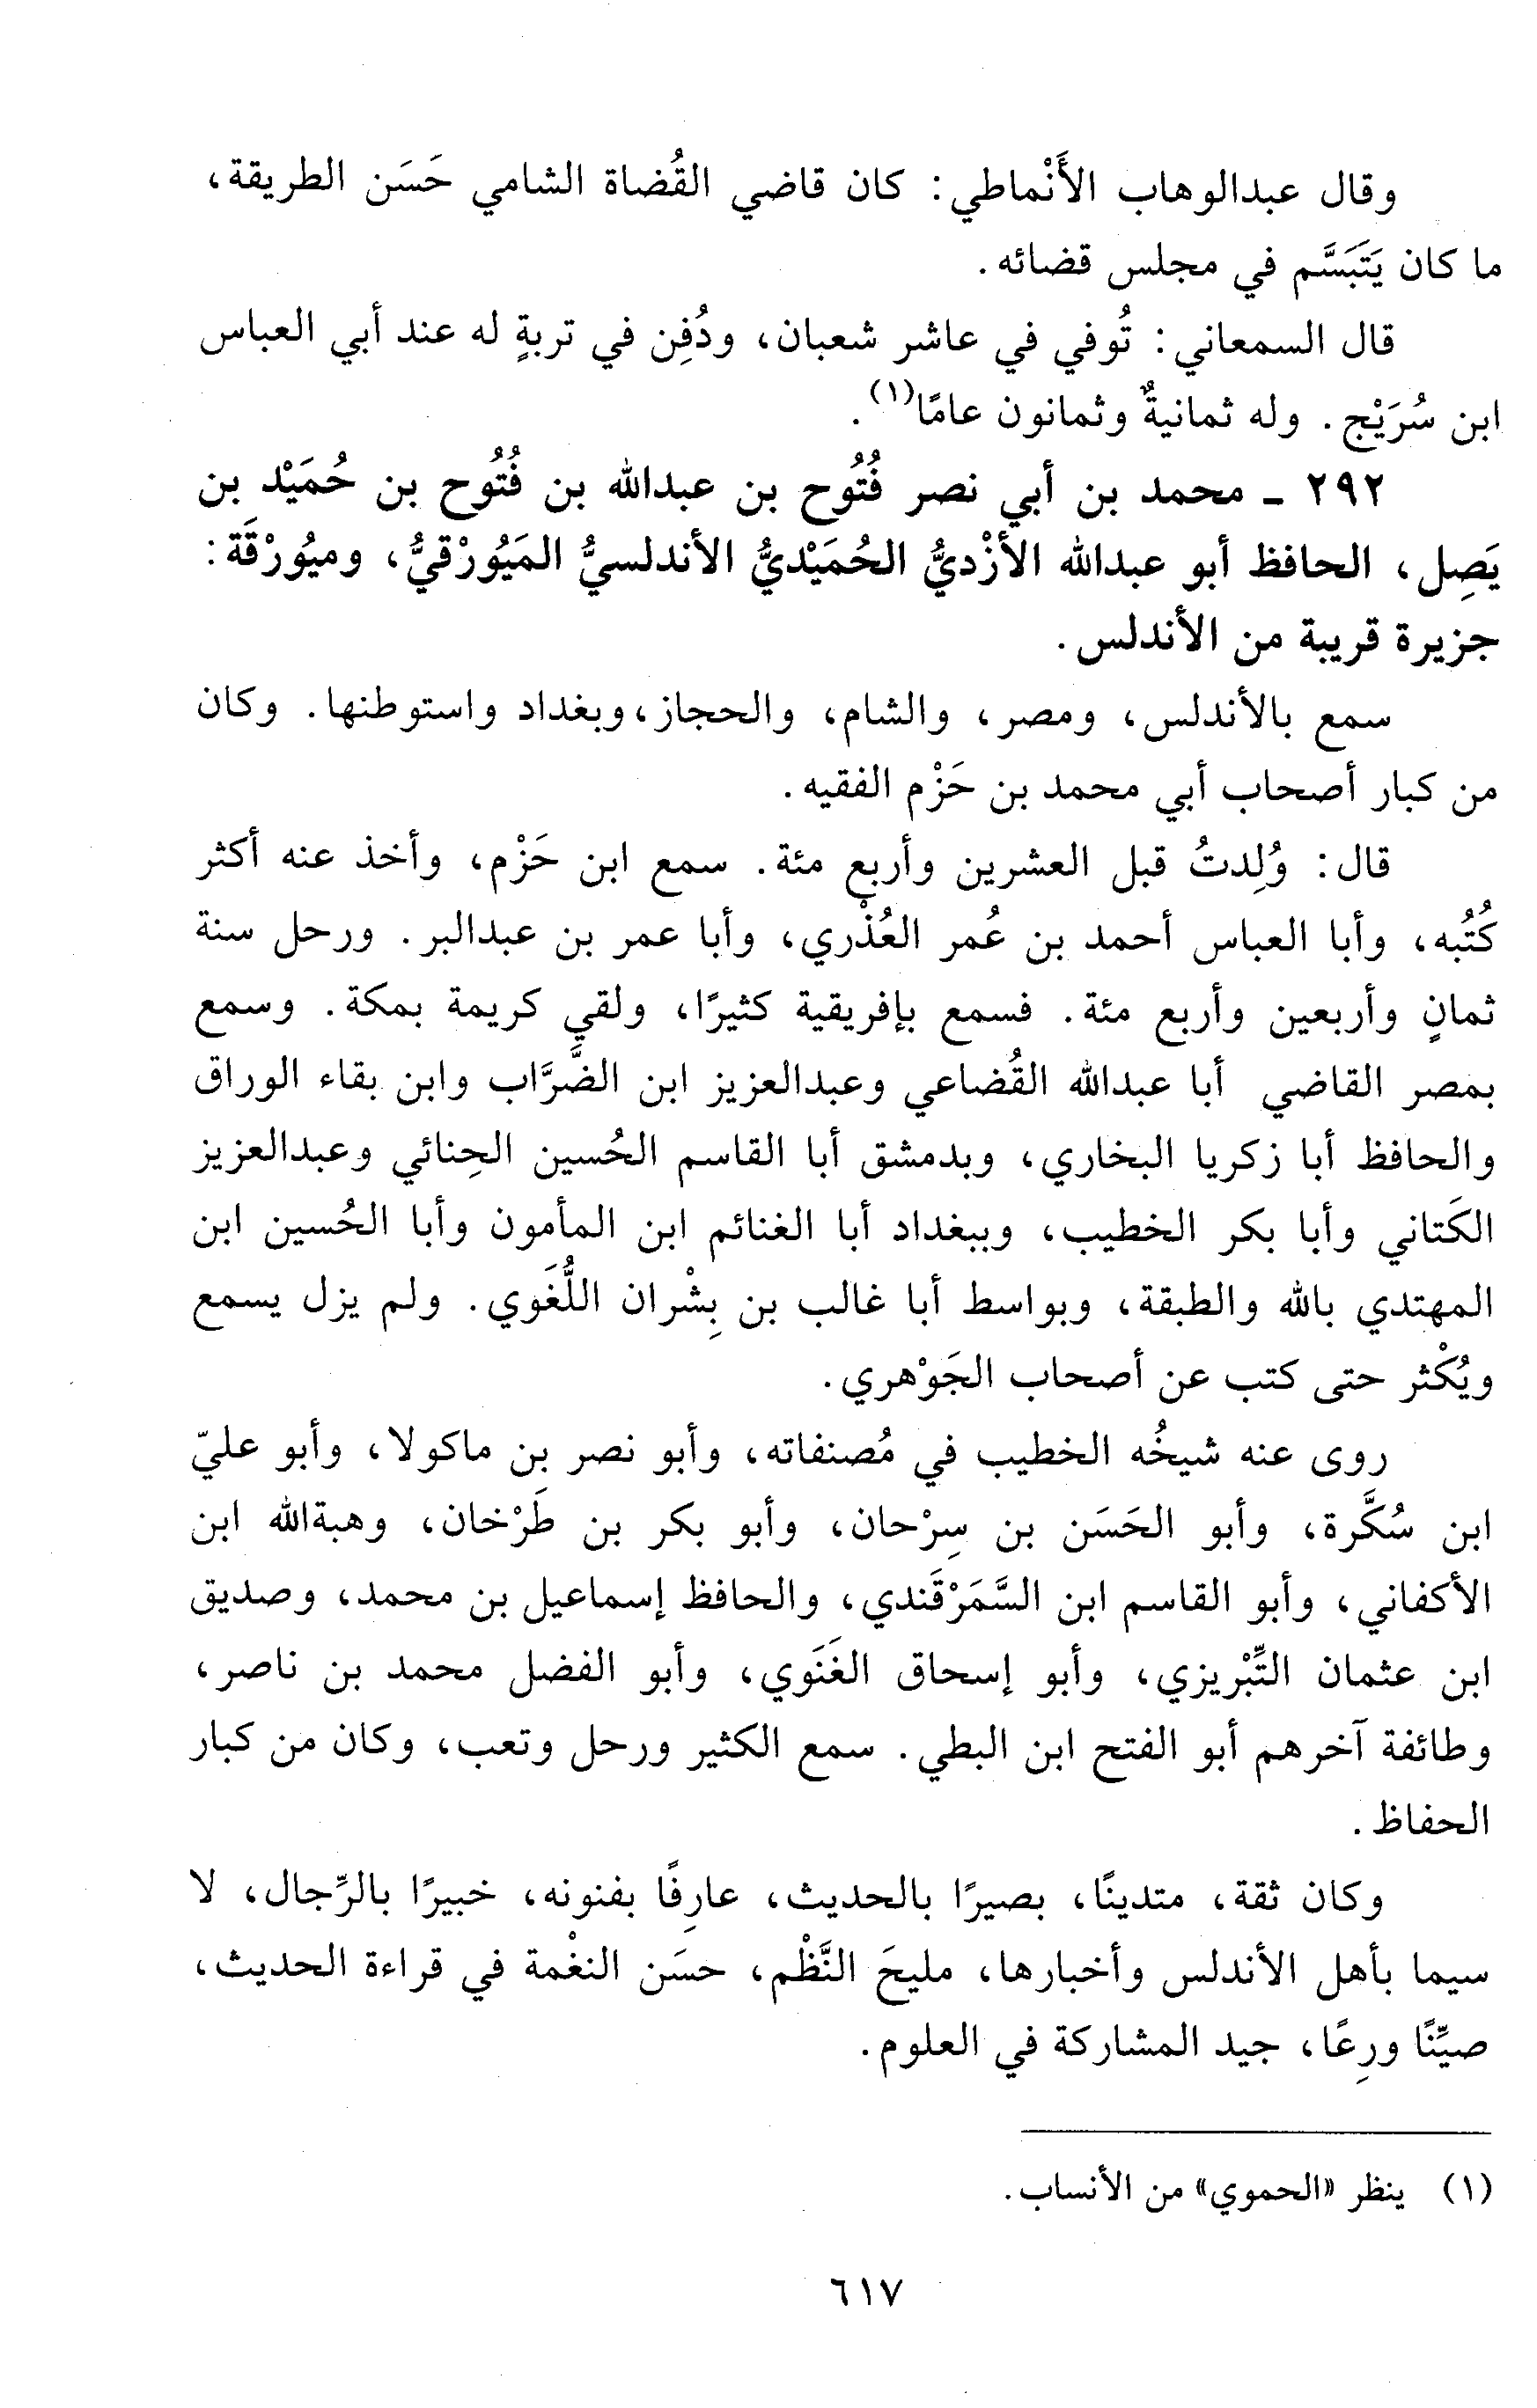 وقال عبدالوهاب الأَنْماطي: كان قاضي القُضاة الشامي حَسَن الطريقة،
ما كان يَتَبَسَّم في مجلس قضائه.
قال السمعاني: تُوفي في عاشر شعبان، ودُفِن في تربةٍ له عند أبي العباس
ابن سُرَيْج. وله ثمانيةٌ وثمانون عامًا(١).
٢٩٢ ـ محمد بن أبي نصر فُتُوح بن عبدالله بن فُتُوح بن حُمَيْد بن
يَصِل، الحافظ أبو عبدالله الأزْديُّ الحُمَيْديُّ الأندلسيُّ المَيُورْقيُّ، وميُورْقَة:
جزيرة قريبة من الأندلس.
سمع بالأندلس، ومصر، والشام، والحجاز، وبغداد واستوطنها. وكان
من كبار أصحاب أبي محمد بن حَزْم الفقيه.
قال: وُلِدتُ قبل العشرين وأربع مئة. سمع ابن حَزْم، وأخذ عنه أكثر
كُتُبه، وأبا العباس أحمد بن عُمر العُذْري، وأبا عمر بن عبدالبر. ورحل سنة
ثمانٍ وأربعين وأربع مئة. فسمع بإفريقية كثيرًا، ولقي كريمة بمكة. وسمع
بمصر القاضي أبا عبدالله القُضاعي وعبدالعزيز ابن الضَّرَّاب وابن بقاء الوراق
والحافظ أبا زكريا البخاري، وبدمشق أبا القاسم الحُسين الحِنائي وعبدالعزيز
الكَتاني وأبا بكر الخطيب، وببغداد أبا الغنائم ابن المأمون وأبا الحُسين ابن
المهتدي بالله والطبقة، وبواسط أبا غالب بن بِشْران اللُّغَوي. ولم يزل يسمع
ويُكْثر حتى كتب عن أصحاب الجَوْهري.
روى عنه شيخُه الخطيب في مُصنفاته، وأبو نصر بن ماكولا، وأبو عليّ
ابن سُكَّرة، وأبو الحَسَن بن سِرْحان، وأبو بكر بن طَرْخان، وهبةالله ابن
الأكفاني، وأبو القاسم ابن السَّمَرْقَندي، والحافظ إسماعيل بن محمد، وصديق
ابن عثمان التِّبْريزي، وأبو إسحاق الغَنَوي، وأبو الفضل محمد بن ناصر،
وطائفة آخرهم أبو الفتح ابن البطي. سمع الكثير ورحل وتعب، وكان من كبار
الحفاظ.
وكان ثقة، متدينًا، بصيرًا بالحديث، عارِفًا بفنونه، خبيرًا بالرِّجال، لا
سيما بأهل الأندلس وأخبارها، مليحَ النَّظْم، حسَن النغْمة في قراءة الحديث،
صيِّنًا ورِعًا، جيد المشاركة في العلوم.
(١) ينظر «الحموي» من الأنساب.
٦١٧